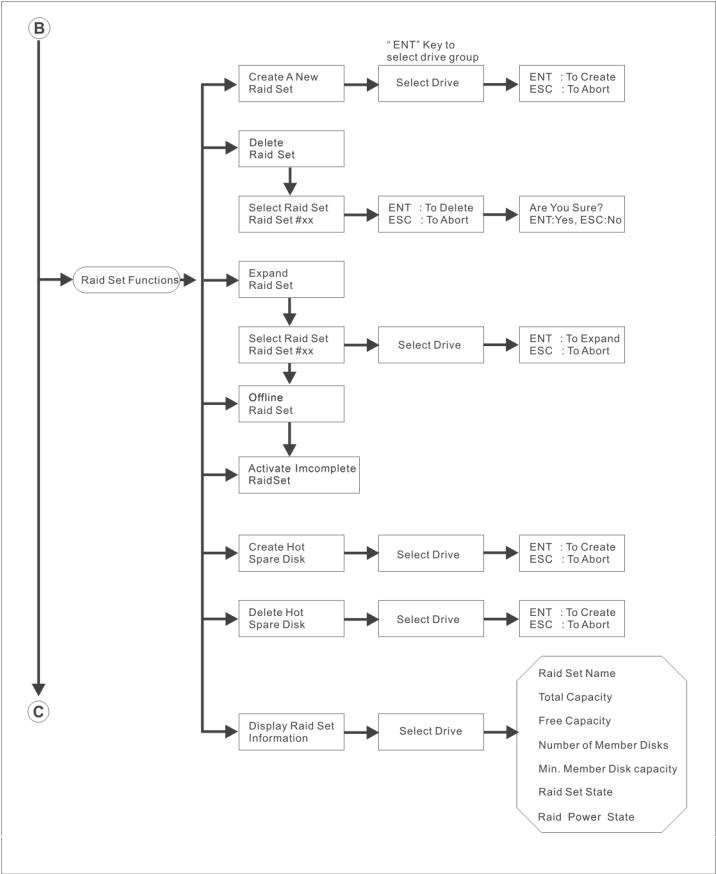 B
“ENT” Key to
select drive group
Create A New
Raid Set
Select Drive
ENT : To Create
ESC : To Abort
Delete
Raid Set
Select Raid Set
Raid Set #xx
ENT : To Delete
ESC : To Abort
Are You Sure?
ENT:Yes, ESC:No
Raid Set Functions
Expand
Raid Set
Select Raid Set
Raid Set #xx
Select Drive
ENT : To Expand
ESC : To Abort
Offline
Raid Set
Activate Imcomplete
RaidSet
Create Hot
Spare Disk
Select Drive
ENT : To Create
ESC : To Abort
Delete Hot
Spare Disk
Select Drive
ENT : To Create
ESC : To Abort
C
Display Raid Set
Information
Select Drive
Raid Set Name
Total Capacity
Free Capacity
Number of Member Disks
Min. Member Disk capacity
Raid Set State
Raid Power State